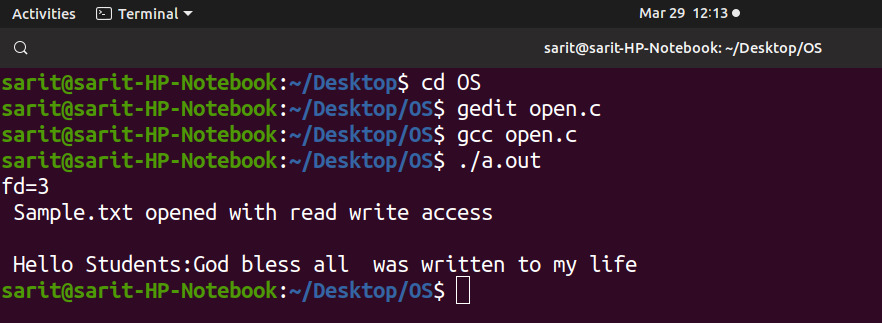 Activities Terminal Mar 29 12:13
sarit@sarit-HP-Notebook: ~/Desktop/OS
sarit@sarit-HP-Notebook:~/Desktop$ cd OS
sarit@sarit-HP-Notebook:~/Desktop/OS$ gedit open.c
sarit@sarit-HP-Notebook:~/Desktop/OS$ gcc open.c
sarit@sarit-HP-Notebook:~/Desktop/OS$ ./a.out
fd=3
 Sample.txt opened with read write access
 Hello Students:God bless all  was written to my life
sarit@sarit-HP-Notebook:~/Desktop/OS$